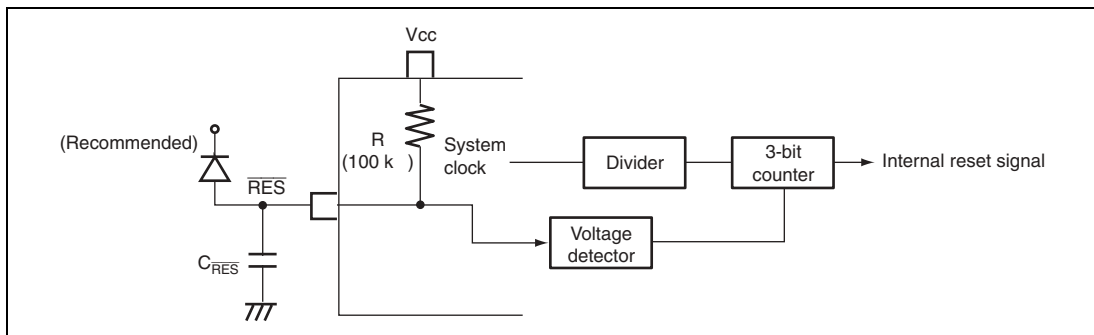 Vcc
(Recommended)
R
(100 k )
System
clock
Divider
3-bit
counter
Internal reset signal
RES
Voltage
detector
CRES